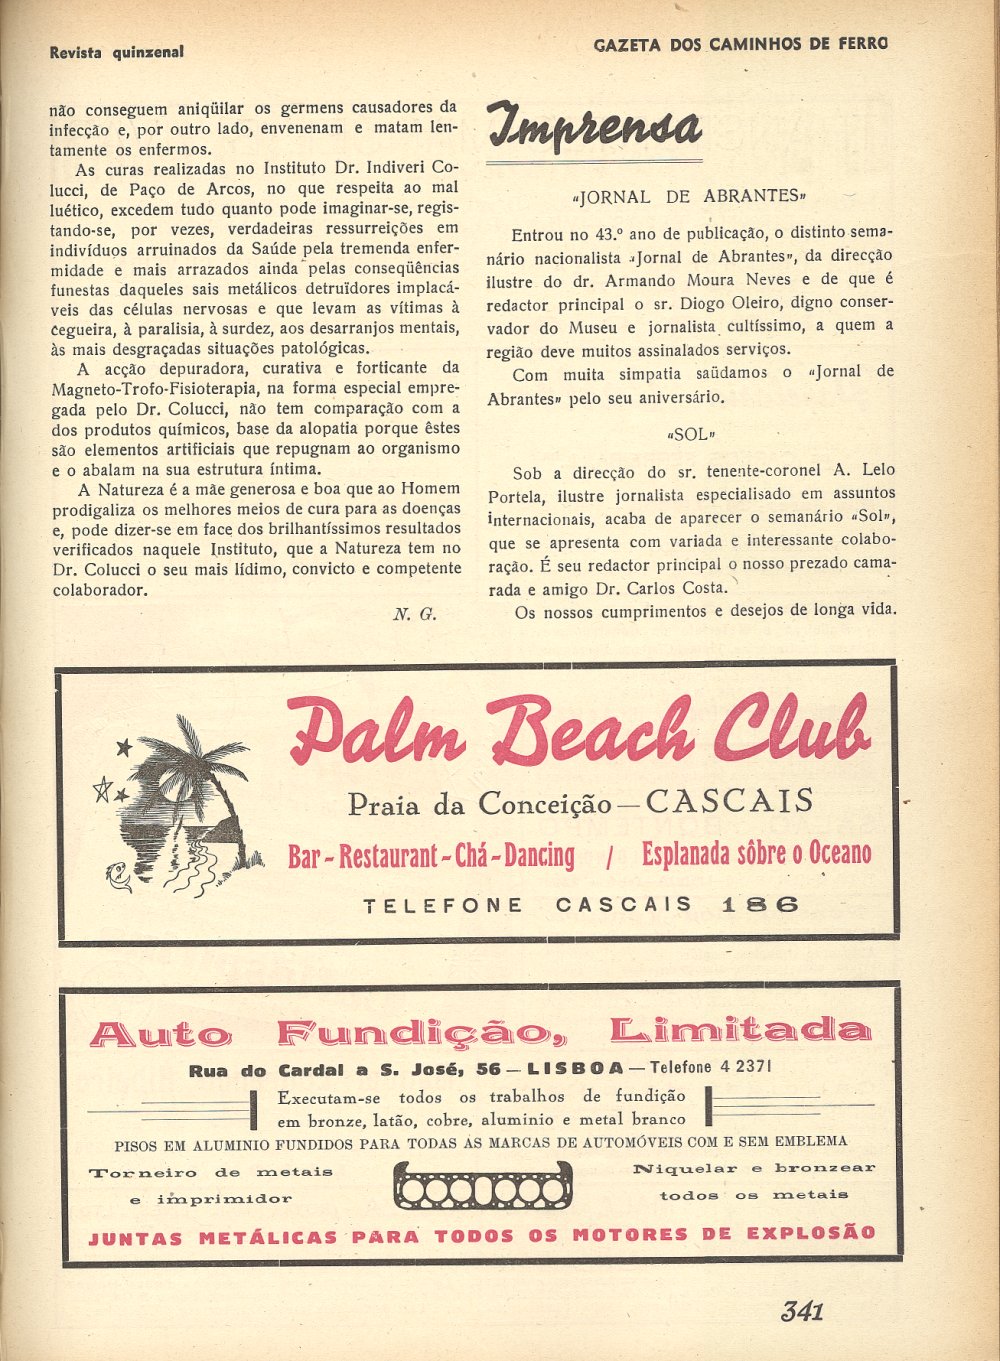 Revista quinzenal
GAZETA DOS CAMINHOS DE FERRO
não conseguem aniqüilar os germens causadores da
infecção e, por outro lado, envenenam e matam len-
tamente os enfermos.
As curas realizadas no Instituto Dr. Indiveri Co-
lucci, de Paço de Arcos, no que respeita ao mal
luético, excedem tudo quanto pode imaginar-se, regis-
tando-se, por vezes, verdadeiras ressurreições em
indivíduos arruinados da Saúde pela tremenda enfer-
midade e mais arrazados ainda pelas conseqüências
funestas daqueles sais metálicos detruïdores implacá-
veis das células nervosas e que levam as vítimas à
cegueira, à paralisia, à surdez, aos desarranjos mentais,
às mais desgraçadas situações patológicas.
A acção depuradora, curativa e forticante da
Magneto-Trofo-Fisioterapia, na forma especial empre-
gada pelo Dr. Colucci, não tem comparação com a
dos produtos químicos, base da alopatia porque êstes
são elementos artificiais que repugnam ao organismo
e o abalam na sua estrutura íntima.
A Natureza é a mãe generosa e boa que ao Homem
prodigaliza os melhores meios de cura para as doenças
e, pode dizer-se em face dos brilhantíssimos resultados
verificados naquele Instituto, que a Natureza tem no
Dr. Colucci o seu mais lídimo, convicto e competente
colaborador.
N. G.
Imprensa
«JORNAL DE ABRANTES»
Entrou no 43.º ano de publicação, o distinto sema-
nário nacionalista «Jornal de Abrantes», da direcção
ilustre do dr. Armando Moura Neves e de que é
redactor principal o sr. Diogo Oleiro, digno conser-
vador do Museu e jornalista cultíssimo, a quem a
região deve muitos assinalados serviços.
Com muita simpatia saüdamos o «Jornal de
Abrantes» pelo seu aniversário.
«SOL»
Sob a direcção do sr. tenente-coronel A. Lelo
Portela, ilustre jornalista especialisado em assuntos
internacionais, acaba de aparecer o semanário «Sol»,
que se apresenta com variada e interessante colabo-
ração. É seu redactor principal o nosso prezado cama-
rada e amigo Dr. Carlos Costa.
Os nossos cumprimentos e desejos de longa vida.
Palm Beach Club
Praia da Conceição — CASCAIS
Bar - Restaurant - Chá - Dancing / Esplanada sôbre o Oceano
TELEFONE CASCAIS 186
Auto Fundição, Limitada
Rua do Cardal a S. José, 56 — LISBOA — Telefone 4 2371
Executam-se todos os trabalhos de fundição
em bronze, latão, cobre, aluminio e metal branco
PISOS EM ALUMINIO FUNDIDOS PARA TODAS AS MARCAS DE AUTOMÓVEIS COM E SEM EMBLEMA
Torneiro de metais
e imprimidor
Niquelar e bronzear
todos os metais
JUNTAS METÁLICAS PARA TODOS OS MOTORES DE EXPLOSÃO
341